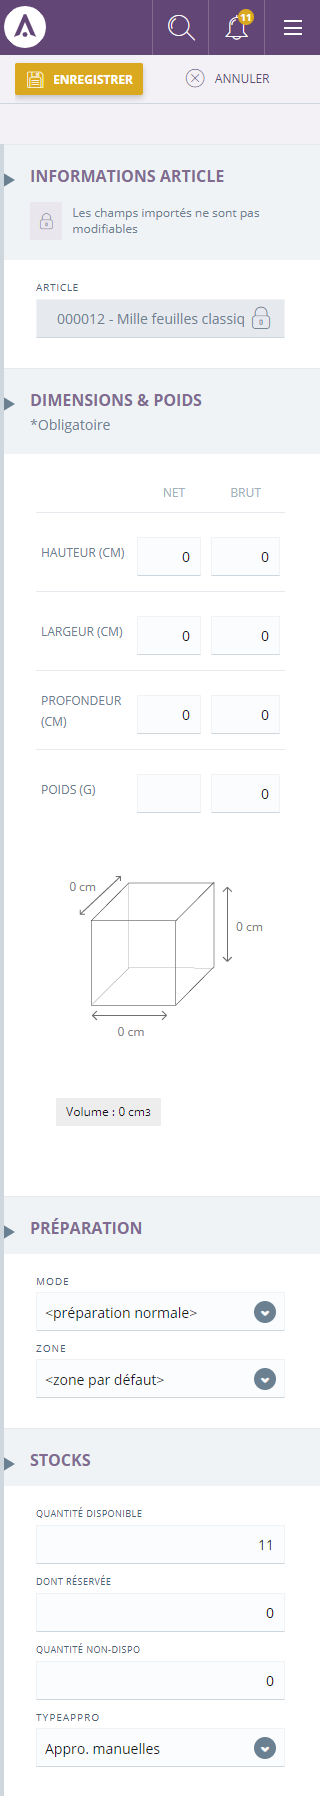 11
ENREGISTRER
ANNULER
INFORMATIONS ARTICLE
Les champs importés ne sont pas
modifiables
ARTICLE
000012 - Mille feuilles classiq
DIMENSIONS & POIDS
*Obligatoire
NET BRUT
HAUTEUR (CM) 0 0
LARGEUR (CM) 0 0
PROFONDEUR
(CM) 0 0
POIDS (G) 0
0 cm
0 cm
0 cm
Volume : 0 cm3
PRÉPARATION
MODE
<préparation normale>
ZONE
<zone par défaut>
STOCKS
QUANTITÉ DISPONIBLE
11
DONT RÉSERVÉE
0
QUANTITÉ NON-DISPO
0
TYPEAPPRO
Appro. manuelles